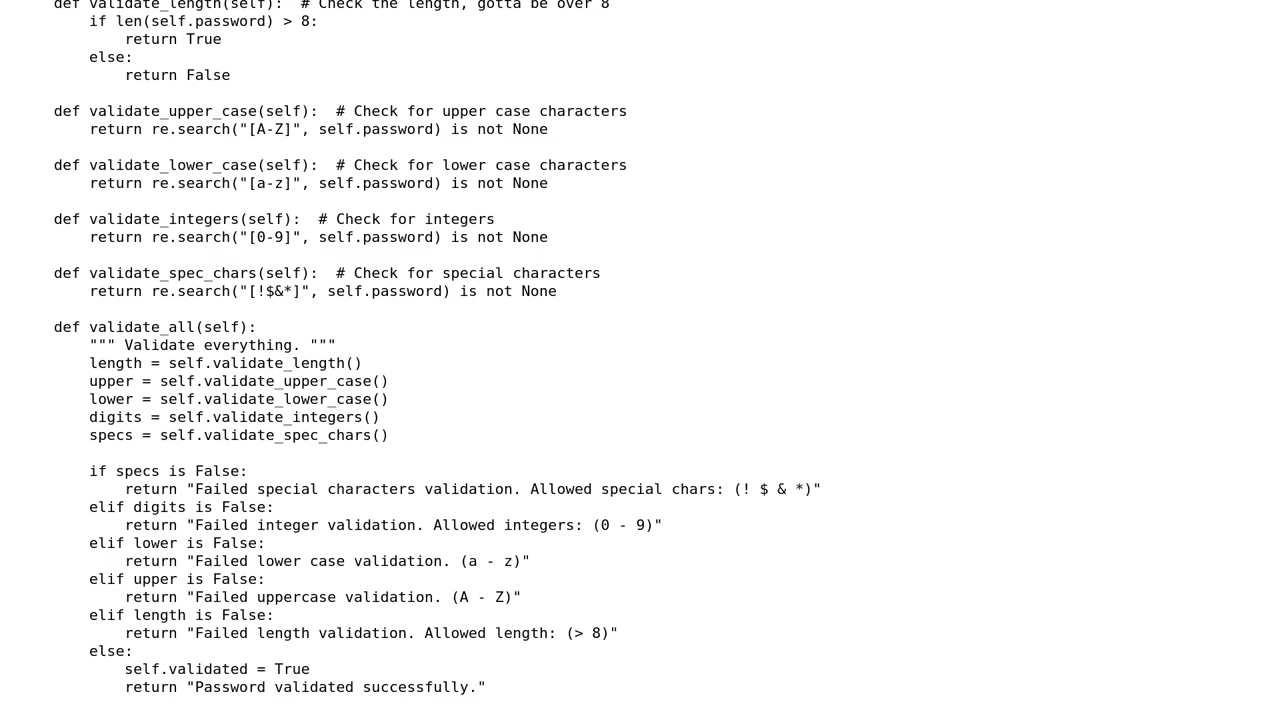 def validate_length(self):  # Check the length, gotta be over 8
        if len(self.password) > 8:
            return True
        else:
            return False

    def validate_upper_case(self):  # Check for upper case characters
        return re.search("[A-Z]", self.password) is not None

    def validate_lower_case(self):  # Check for lower case characters
        return re.search("[a-z]", self.password) is not None

    def validate_integers(self):  # Check for integers
        return re.search("[0-9]", self.password) is not None

    def validate_spec_chars(self):  # Check for special characters
        return re.search("[!$&*]", self.password) is not None

    def validate_all(self):
        """ Validate everything. """
        length = self.validate_length()
        upper = self.validate_upper_case()
        lower = self.validate_lower_case()
        digits = self.validate_integers()
        specs = self.validate_spec_chars()

        if specs is False:
            return "Failed special characters validation. Allowed special chars: (! $ & *)"
        elif digits is False:
            return "Failed integer validation. Allowed integers: (0 - 9)"
        elif lower is False:
            return "Failed lower case validation. (a - z)"
        elif upper is False:
            return "Failed uppercase validation. (A - Z)"
        elif length is False:
            return "Failed length validation. Allowed length: (> 8)"
        else:
            self.validated = True
            return "Password validated successfully."